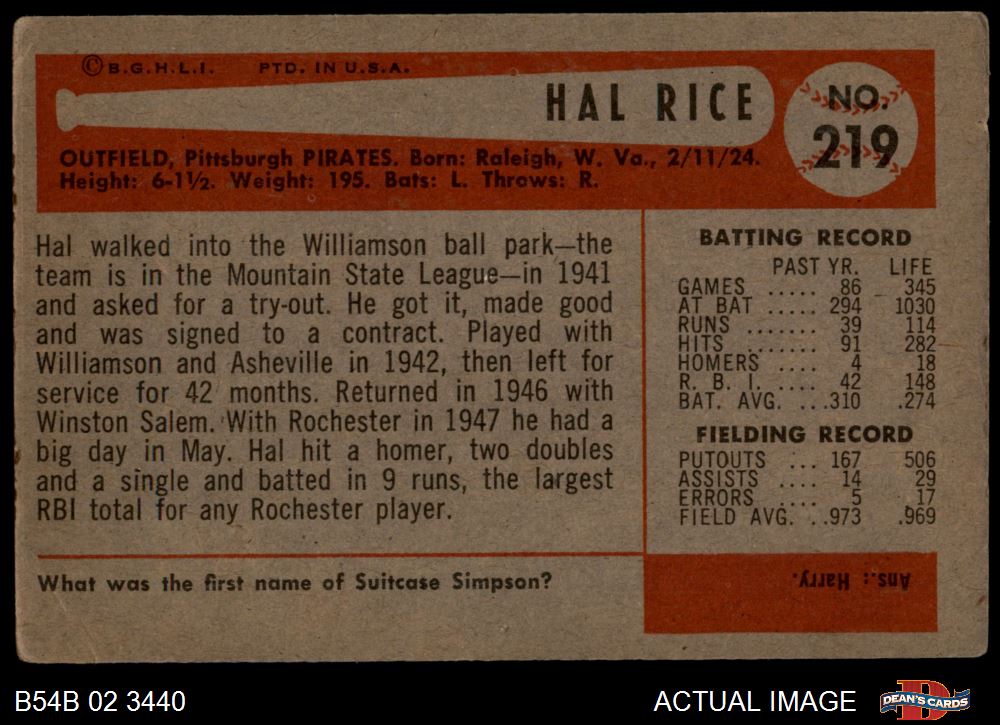 ©B.G.H.L.I. PTD. IN U.S.A.
HAL RICE
NO.
219
OUTFIELD, Pittsburgh PIRATES. Born: Raleigh, W. Va., 2/11/24.
Height: 6-1½. Weight: 195. Bats: L. Throws: R.
Hal walked into the Williamson ball park—the
team is in the Mountain State League—in 1941
and asked for a try-out. He got it, made good
and was signed to a contract. Played with
Williamson and Asheville in 1942, then left for
service for 42 months. Returned in 1946 with
Winston Salem. With Rochester in 1947 he had a
big day in May. Hal hit a homer, two doubles
and a single and batted in 9 runs, the largest
RBI total for any Rochester player.
BATTING RECORD
PAST YR. LIFE
GAMES ..... 86 345
AT BAT ..... 294 1030
RUNS ....... 39 114
HITS ....... 91 282
HOMERS .... 4 18
R. B. I. .... 42 148
BAT. AVG. ...310 .274
FIELDING RECORD
PUTOUTS ... 167 506
ASSISTS .... 14 29
ERRORS .... 5 17
FIELD AVG. ..973 .969
What was the first name of Suitcase Simpson?
Ans.: Harry.
B54B 02 3440
ACTUAL IMAGE
DEAN'S CARDS